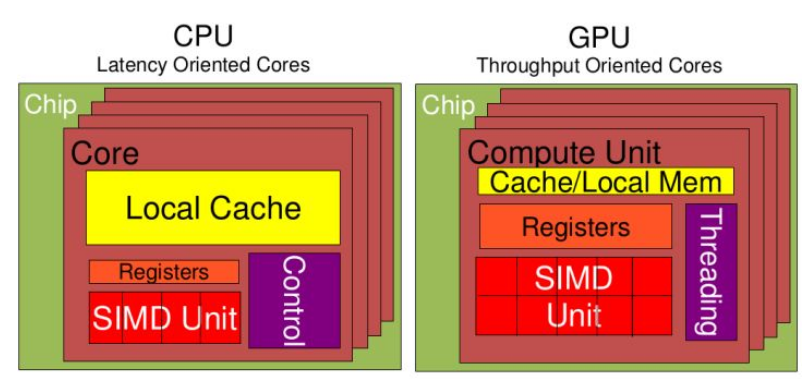 CPU
Latency Oriented Cores
Chip
Core
Local Cache
Registers
SIMD Unit
Control
GPU
Throughput Oriented Cores
Chip
Compute Unit
Cache/Local Mem
Registers
SIMD
Unit
Threading